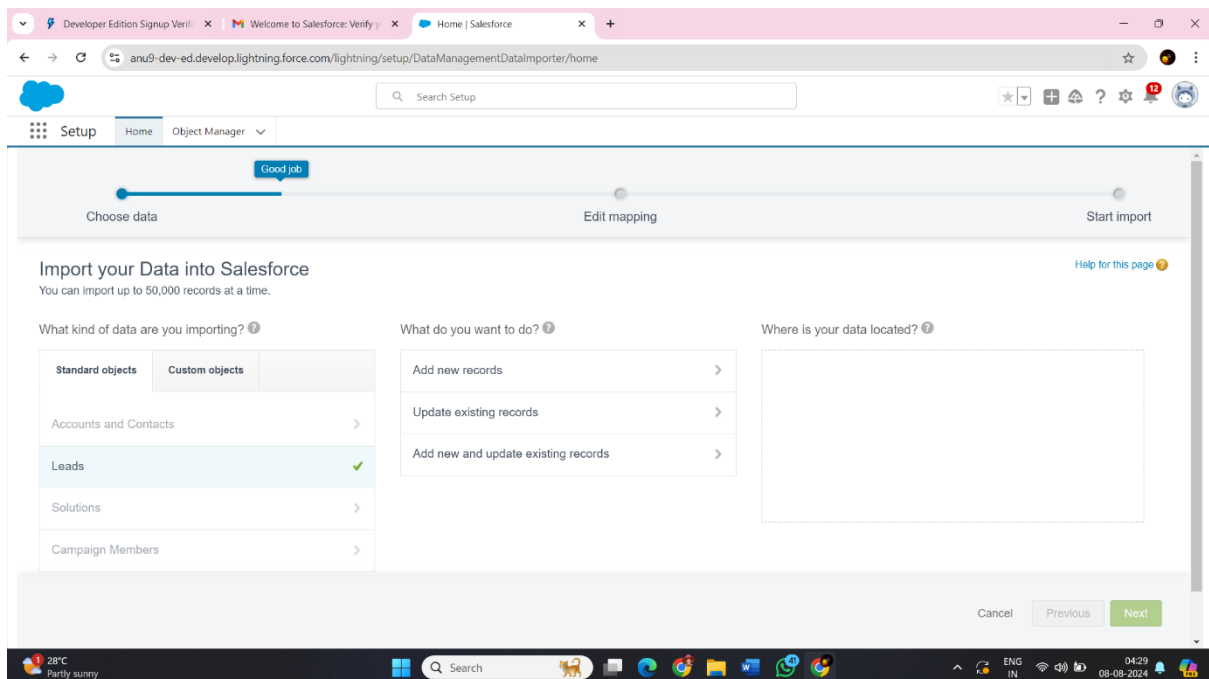 Developer Edition Signup Verifi
Welcome to Salesforce: Verify y
Home | Salesforce
anu9-dev-ed.develop.lightning.force.com/lightning/setup/DataManagementDataImporter/home
Search Setup
12
Setup
Home
Object Manager
Good job
Choose data
Edit mapping
Start import
Import your Data into Salesforce
Help for this page
You can import up to 50,000 records at a time.
What kind of data are you importing?
What do you want to do?
Where is your data located?
Standard objects
Custom objects
Accounts and Contacts
Leads
Solutions
Campaign Members
Add new records
Update existing records
Add new and update existing records
Cancel
Previous
Next
1
28°C
Partly sunny
Search
41
ENG
IN
04:29
08-08-2024